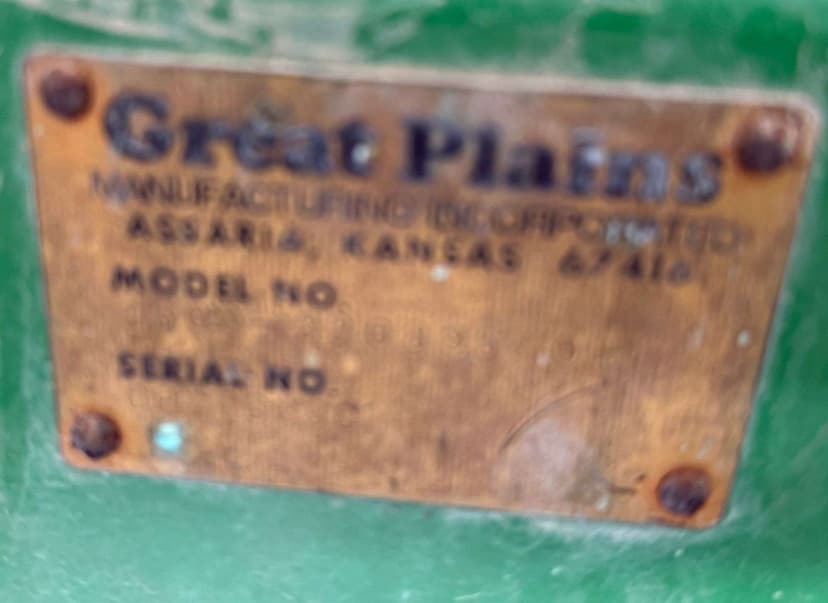 Great Plains
MANUFACTURING INCORPORATED
ASSARIA, KANSAS 67416
MODEL NO.
SERIAL NO.